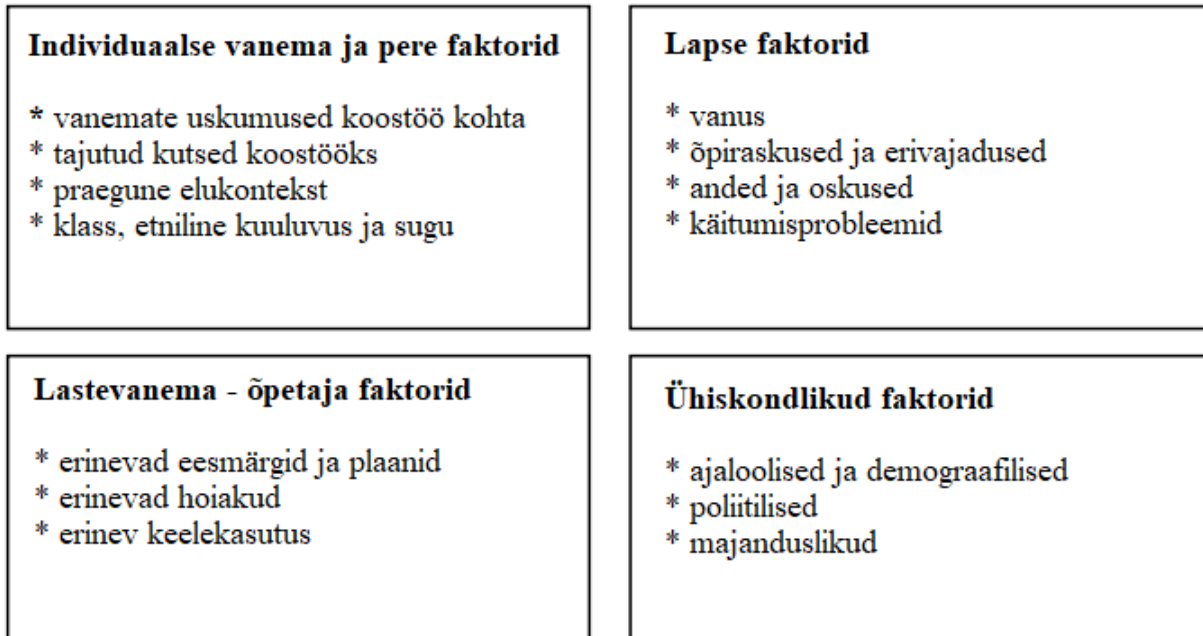 Individuaalse vanema ja pere faktorid
* vanemate uskumused koostöö kohta
* tajutud kutsed koostööks
* praegune elukontekst
* klass, etniline kuuluvus ja sugu
Lapse faktorid
* vanus
* õpiraskused ja erivajadused
* anded ja oskused
* käitumisprobleemid
Lastevanema - õpetaja faktorid
* erinevad eesmärgid ja plaanid
* erinevad hoiakud
* erinev keelekasutus
Ühiskondlikud faktorid
* ajaloolised ja demograafilised
* poliitilised
* majanduslikud